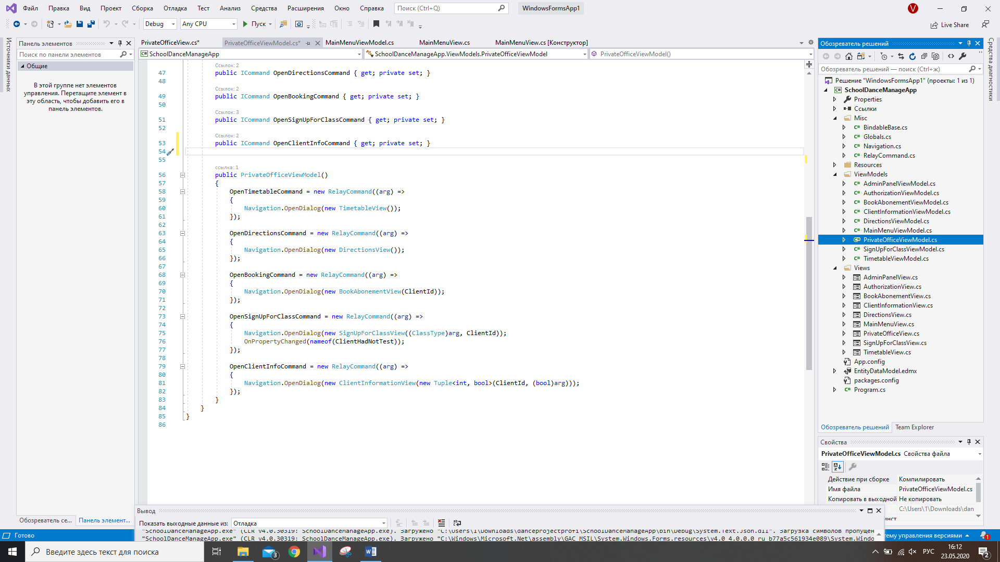 Файл Правка Вид Проект Сборка Отладка Тест Анализ Средства Расширения Окно Справка Поиск (Ctrl+Q) WindowsFormsApp1 V
Debug Any CPU Пуск Live Share
Источники данных
Панель элементов
Поиск по панели элементов
Общие
В этой группе нет элементов
управления. Перетащите элемент в
эту область, чтобы добавить его в
панель элементов.
Обозреватель се... Панель элемент...
PrivateOfficeView.cs* PrivateOfficeViewModel.cs* MainMenuViewModel.cs MainMenuView.cs MainMenuView.cs [Конструктор]
SchoolDanceManageApp SchoolDanceManageApp.ViewModels.PrivateOfficeViewModel PrivateOfficeViewModel()
Ссылок: 2
47 public ICommand OpenDirectionsCommand { get; private set; }
48
Ссылок: 2
49 public ICommand OpenBookingCommand { get; private set; }
50
Ссылок: 3
51 public ICommand OpenSignUpForClassCommand { get; private set; }
52
Ссылок: 2
53 public ICommand OpenClientInfoCommand { get; private set; }
54
55
ссылка: 1
56 public PrivateOfficeViewModel()
57 {
58 OpenTimetableCommand = new RelayCommand((arg) =>
59 {
60 Navigation.OpenDialog(new TimetableView());
61 });
62
63 OpenDirectionsCommand = new RelayCommand((arg) =>
64 {
65 Navigation.OpenDialog(new DirectionsView());
66 });
67
68 OpenBookingCommand = new RelayCommand((arg) =>
69 {
70 Navigation.OpenDialog(new BookAbonementView(ClientId));
71 });
72
73 OpenSignUpForClassCommand = new RelayCommand((arg) =>
74 {
75 Navigation.OpenDialog(new SignUpForClassView((ClassType)arg, ClientId));
76 OnPropertyChanged(nameof(ClientHadNotTest));
77 });
78
79 OpenClientInfoCommand = new RelayCommand((arg) =>
80 {
81 Navigation.OpenDialog(new ClientInformationView(new Tuple<int, bool>(ClientId, (bool)arg)));
82 });
83 }
84 }
85 }
86
Обозреватель решений
Обозреватель решений — поиск (Ctrl+ж)
Решение "WindowsFormsApp1" (проекты: 1 из 1)
SchoolDanceManageApp
Properties
Ссылки
Misc
BindableBase.cs
Globals.cs
Navigation.cs
RelayCommand.cs
Resources
ViewModels
AdminPanelViewModel.cs
AuthorizationViewModel.cs
BookAbonementViewModel.cs
ClientInformationViewModel.cs
DirectionsViewModel.cs
MainMenuViewModel.cs
PrivateOfficeViewModel.cs
SignUpForClassViewModel.cs
TimetableViewModel.cs
Views
AdminPanelView.cs
AuthorizationView.cs
BookAbonementView.cs
ClientInformationView.cs
DirectionsView.cs
MainMenuView.cs
PrivateOfficeView.cs
SignUpForClassView.cs
TimetableView.cs
App.config
EntityDataModel.edmx
packages.config
Program.cs
Обозреватель решений Team Explorer
Средства диагностики
Свойства
PrivateOfficeViewModel.cs Свойства файла
Действие при сборке Компилировать
Имя файла PrivateOfficeViewModel.cs
Копировать в выходной Не копировать
C:\Users\1\Downloads\dan
Вывод
Показать выходные данные из: Отладка
"SchoolDanceManageApp.exe" (CLR v4.0.30319: SchoolDanceManageApp.exe). Загружено "C:\Users\1\Downloads\danceprojectprofi\SchoolDanceManageApp\bin\Debug\System.Text.Json.dll". Загрузка символов пропущен
"SchoolDanceManageApp.exe" (CLR v4.0.30319: SchoolDanceManageApp.exe). Загружено "C:\Windows\Microsoft.Net\assembly\GAC_MSIL\System.Windows.Forms.resources\v4.0_4.0.0.0_ru_b77a5c561934e089\System.Windo
Готово управления версиями 1
Введите здесь текст для поиска 3 РУС 16:12
23.05.2020 2